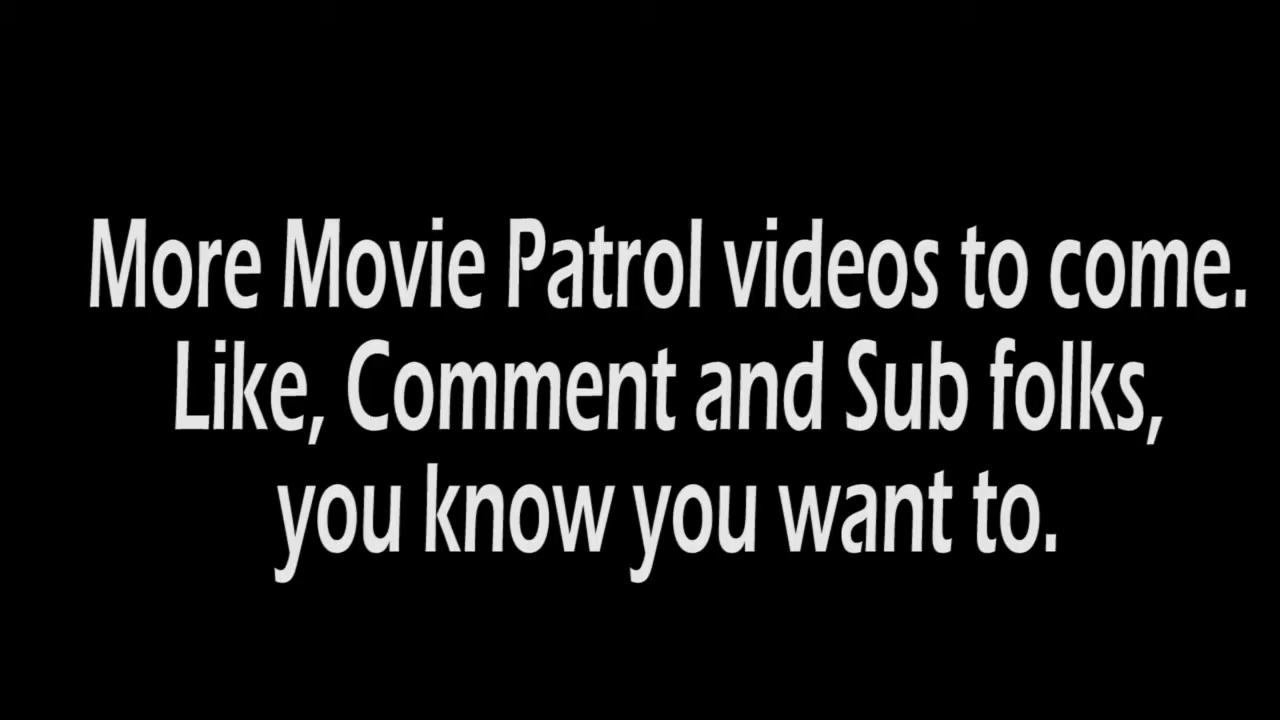 More Movie Patrol videos to come.
Like, Comment and Sub folks,
you know you want to.